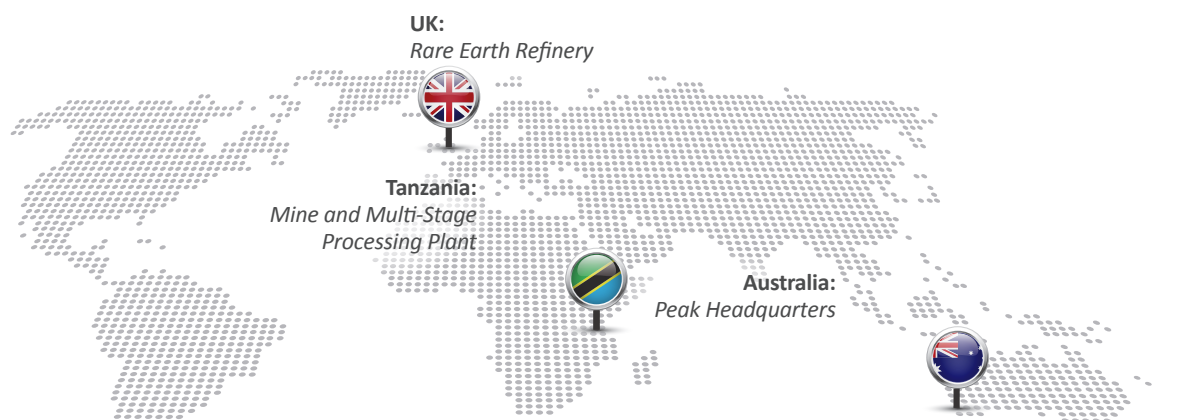 UK:
Rare Earth Refinery
Tanzania:
Mine and Multi-Stage
Processing Plant
Australia:
Peak Headquarters